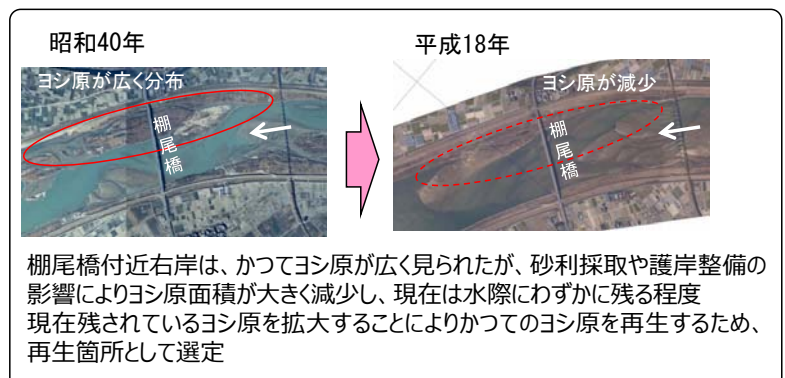 昭和40年
平成18年
ヨシ原が広く分布
棚尾橋
ヨシ原が減少
棚尾橋
棚尾橋付近右岸は、かつてヨシ原が広く見られたが、砂利採取や護岸整備の
影響によりヨシ原面積が大きく減少し、現在は水際にわずかに残る程度
現在残されているヨシ原を拡大することによりかつてのヨシ原を再生するため、
再生箇所として選定